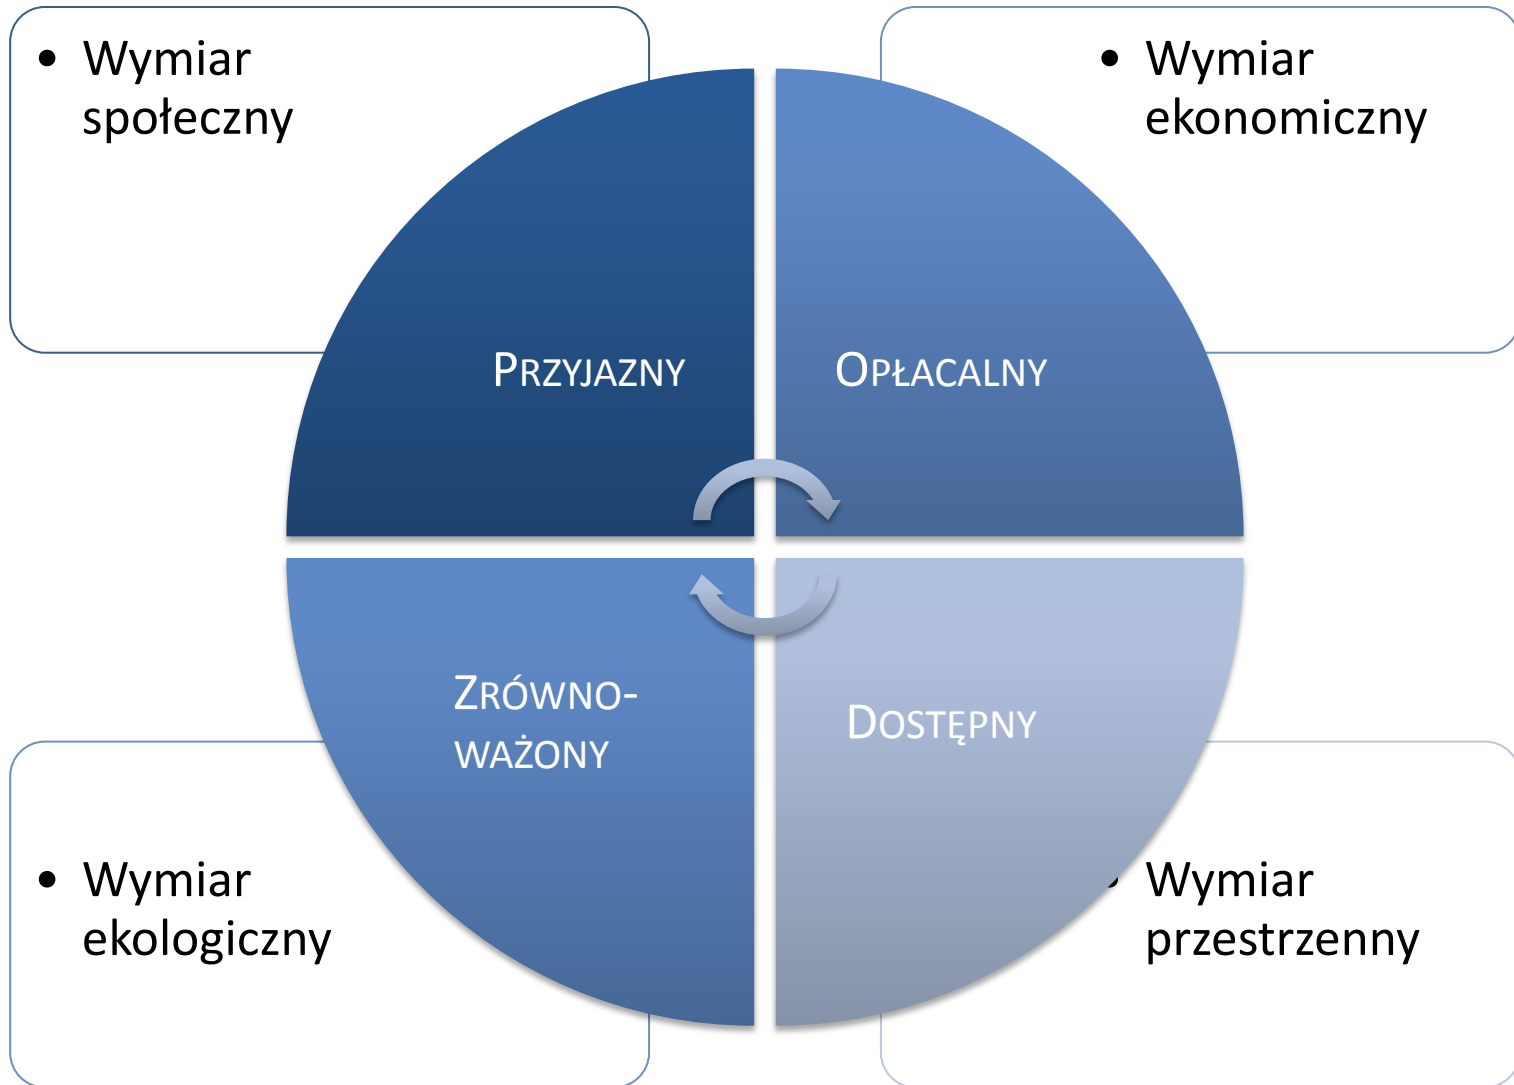 • Wymiar
społeczny
• Wymiar
ekonomiczny
Przyjazny
Opłacalny
Zrówno-
ważony
Dostępny
• Wymiar
ekologiczny
• Wymiar
przestrzenny